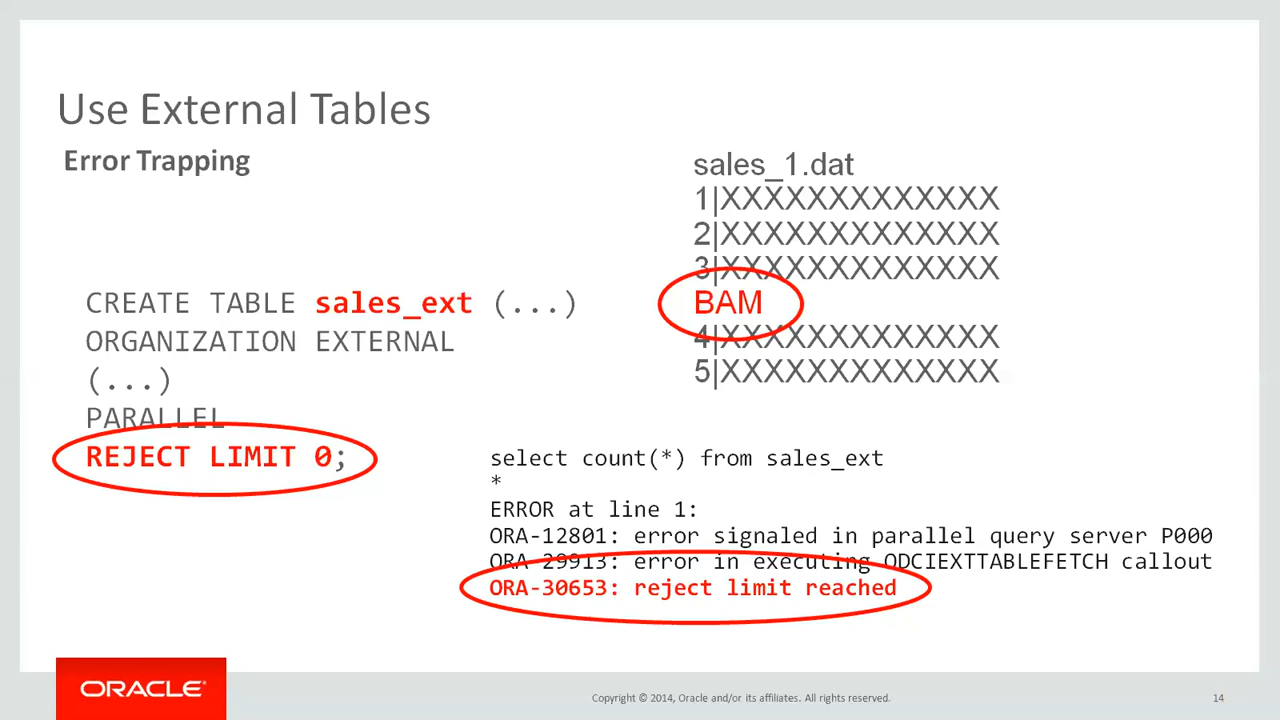 Use External Tables
Error Trapping
CREATE TABLE sales_ext (...)
ORGANIZATION EXTERNAL
(...)
PARALLEL
REJECT LIMIT 0;
sales_1.dat
1|XXXXXXXXXXXXX
2|XXXXXXXXXXXXX
3|XXXXXXXXXXXXX
BAM
4|XXXXXXXXXXXXX
5|XXXXXXXXXXXXX
select count(*) from sales_ext
*
ERROR at line 1:
ORA-12801: error signaled in parallel query server P000
ORA-29913: error in executing ODCIEXTTABLEFETCH callout
ORA-30653: reject limit reached
ORACLE®
Copyright © 2014, Oracle and/or its affiliates. All rights reserved.
14